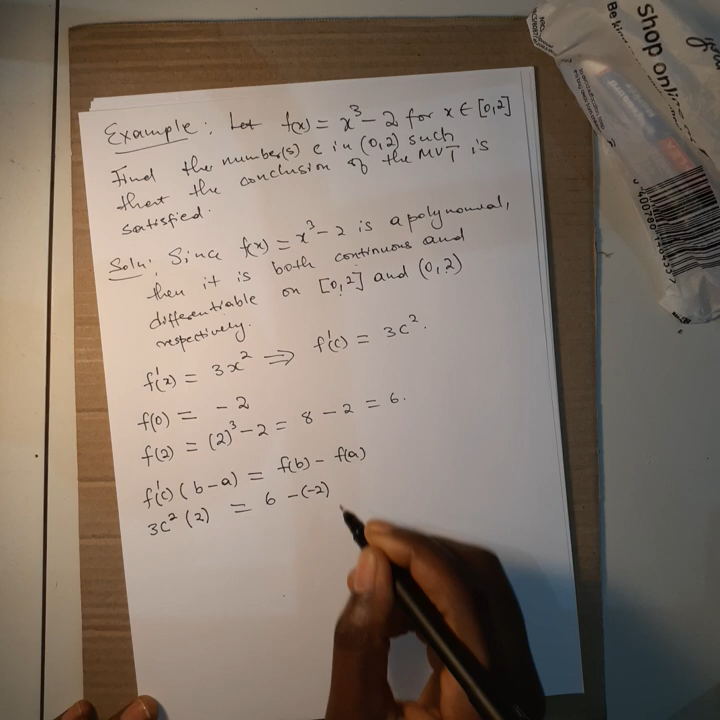 Example: Let f(x) = x³ - 2 for x ∈ [0,2]
Find the number(s) c in (0,2) such
that the conclusion of the MVT is
satisfied.
Soln: Since f(x) = x³ - 2 is a polynomial,
then it is both continuous and
differentiable on [0,2] and (0,2)
respectively.
f'(x) = 3x² ⇒ f'(c) = 3c².
f(0) = -2
f(2) = (2)³ - 2 = 8 - 2 = 6.
f'(c)(b-a) = f(b) - f(a)
3c²(2) = 6 - (-2)
shop onli